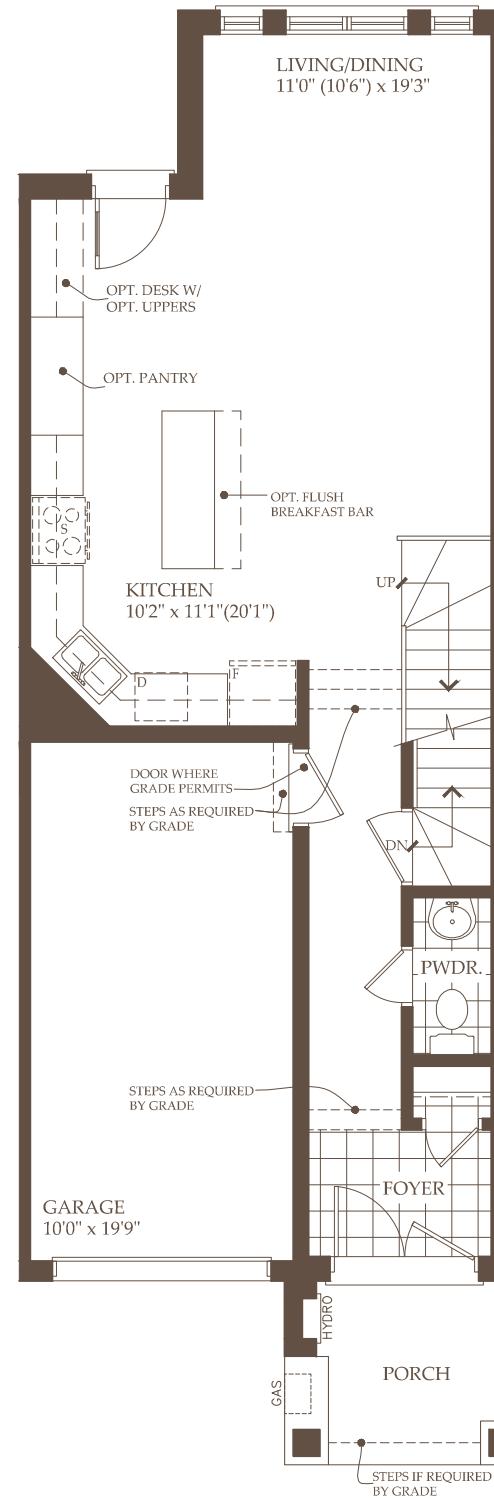 LIVING/DINING
11'0" (10'6") x 19'3"
OPT. DESK W/
OPT. UPPERS
OPT. PANTRY
OPT. FLUSH
BREAKFAST BAR
S
UP
KITCHEN
10'2" x 11'1"(20'1")
D
F
DOOR WHERE
GRADE PERMITS
STEPS AS REQUIRED
BY GRADE
DN
PWDR.
STEPS AS REQUIRED
BY GRADE
FOYER
GARAGE
10'0" x 19'9"
HYDRO
PORCH
GAS
STEPS IF REQUIRED
BY GRADE